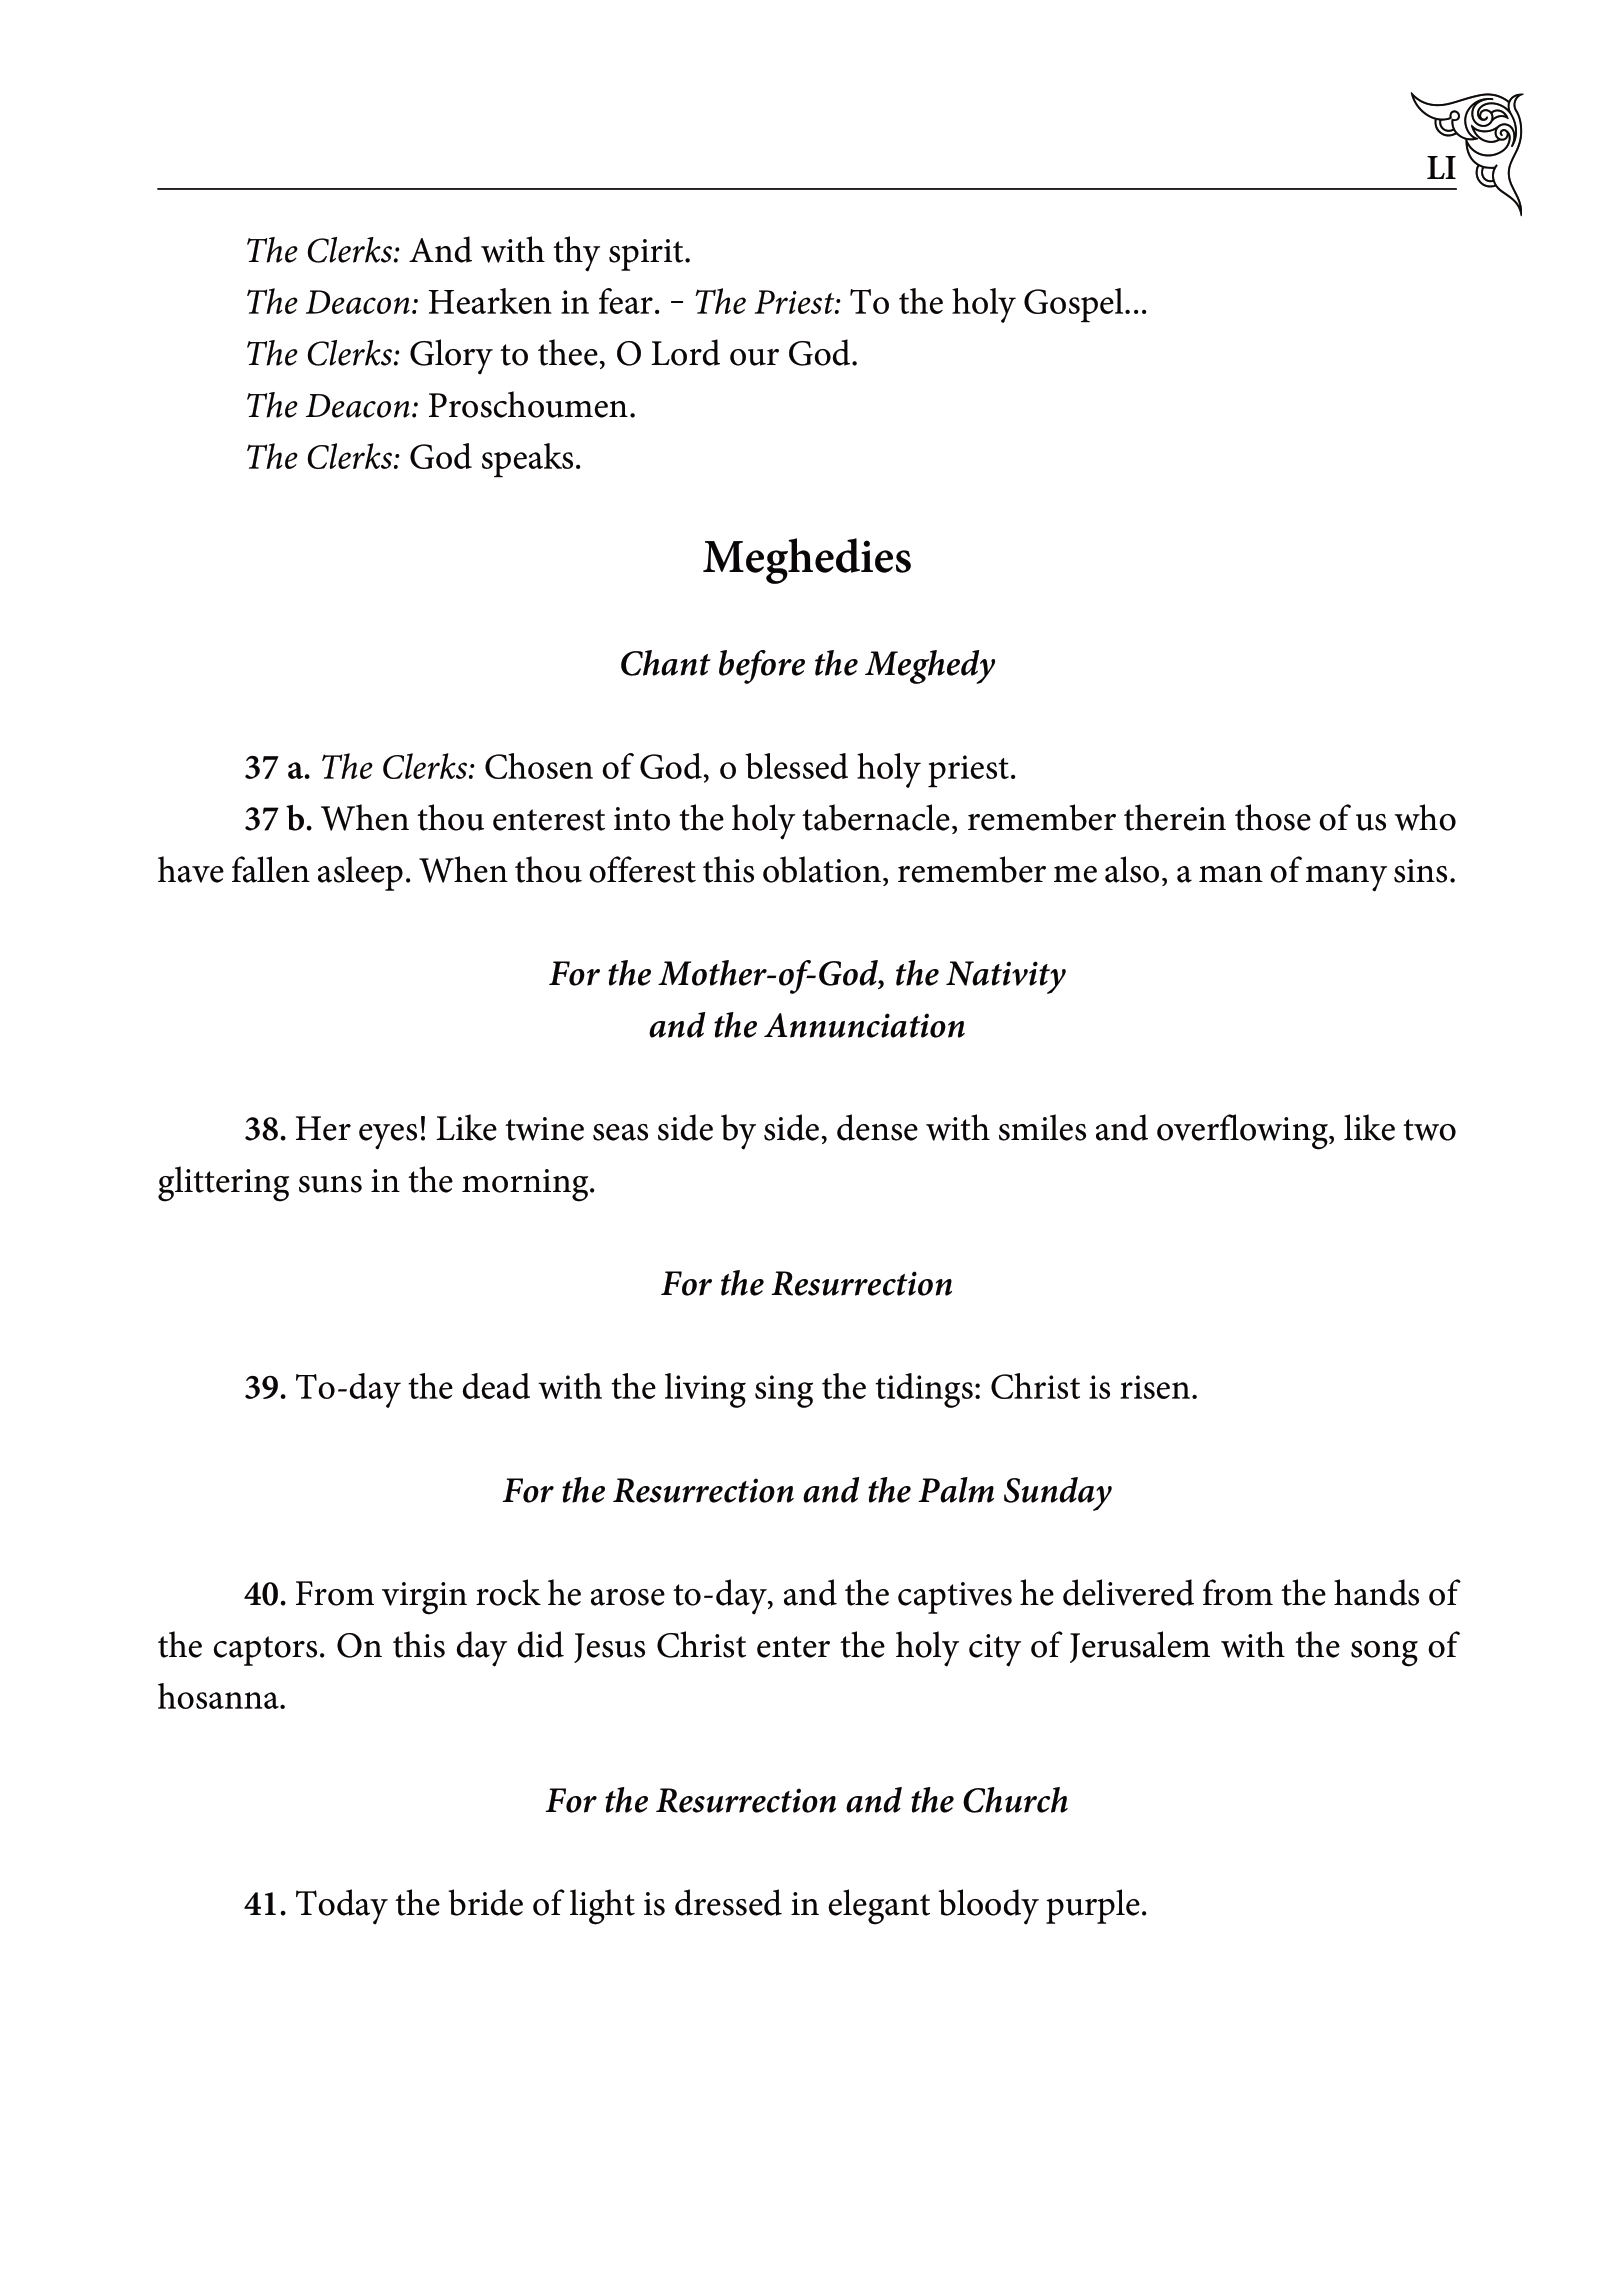 LI
The Clerks: And with thy spirit.
The Deacon: Hearken in fear. – The Priest: To the holy Gospel...
The Clerks: Glory to thee, O Lord our God.
The Deacon: Proschoumen.
The Clerks: God speaks.
Meghedies
Chant before the Meghedy
37 a. The Clerks: Chosen of God, o blessed holy priest.
37 b. When thou enterest into the holy tabernacle, remember therein those of us who
have fallen asleep. When thou offerest this oblation, remember me also, a man of many sins.
For the Mother-of-God, the Nativity
and the Annunciation
38. Her eyes! Like twine seas side by side, dense with smiles and overflowing, like two
glittering suns in the morning.
For the Resurrection
39. To-day the dead with the living sing the tidings: Christ is risen.
For the Resurrection and the Palm Sunday
40. From virgin rock he arose to-day, and the captives he delivered from the hands of
the captors. On this day did Jesus Christ enter the holy city of Jerusalem with the song of
hosanna.
For the Resurrection and the Church
41. Today the bride of light is dressed in elegant bloody purple.